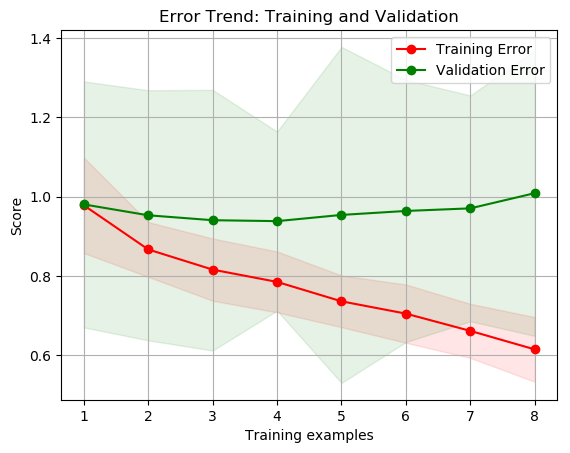 Error Trend: Training and Validation
1.4
1.2
1.0
0.8
0.6
Score
Training Error
Validation Error
1 2 3 4 5 6 7 8
Training examples